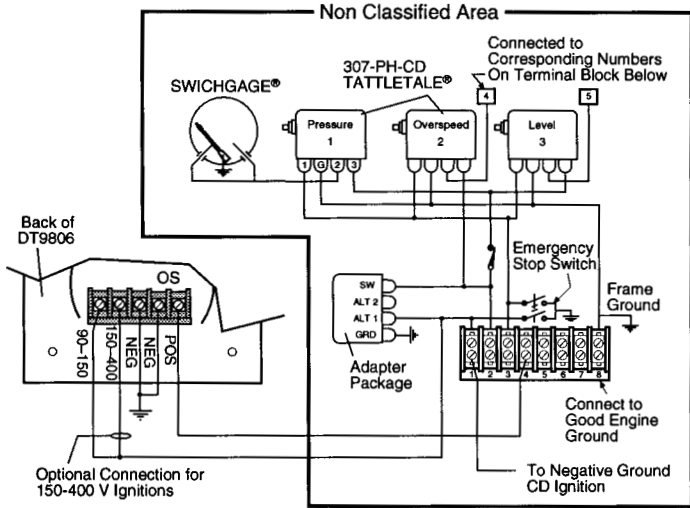 Non Classified Area
Connected to
Corresponding Numbers
On Terminal Block Below
307-PH-CD
TATTLETALE®
SWICHGAGE®
4
5
Pressure
1
Overspeed
2
Level
3
1 G 2 3
Back of
DT9806
OS
90–150
150–400
NEG
NEG
POS
Emergency
Stop Switch
SW
ALT 2
ALT 1
GRD
Frame
Ground
Adapter
Package
1 2 3 4 5 6 7 8
Connect to
Good Engine
Ground
Optional Connection for
150-400 V Ignitions
To Negative Ground
CD Ignition